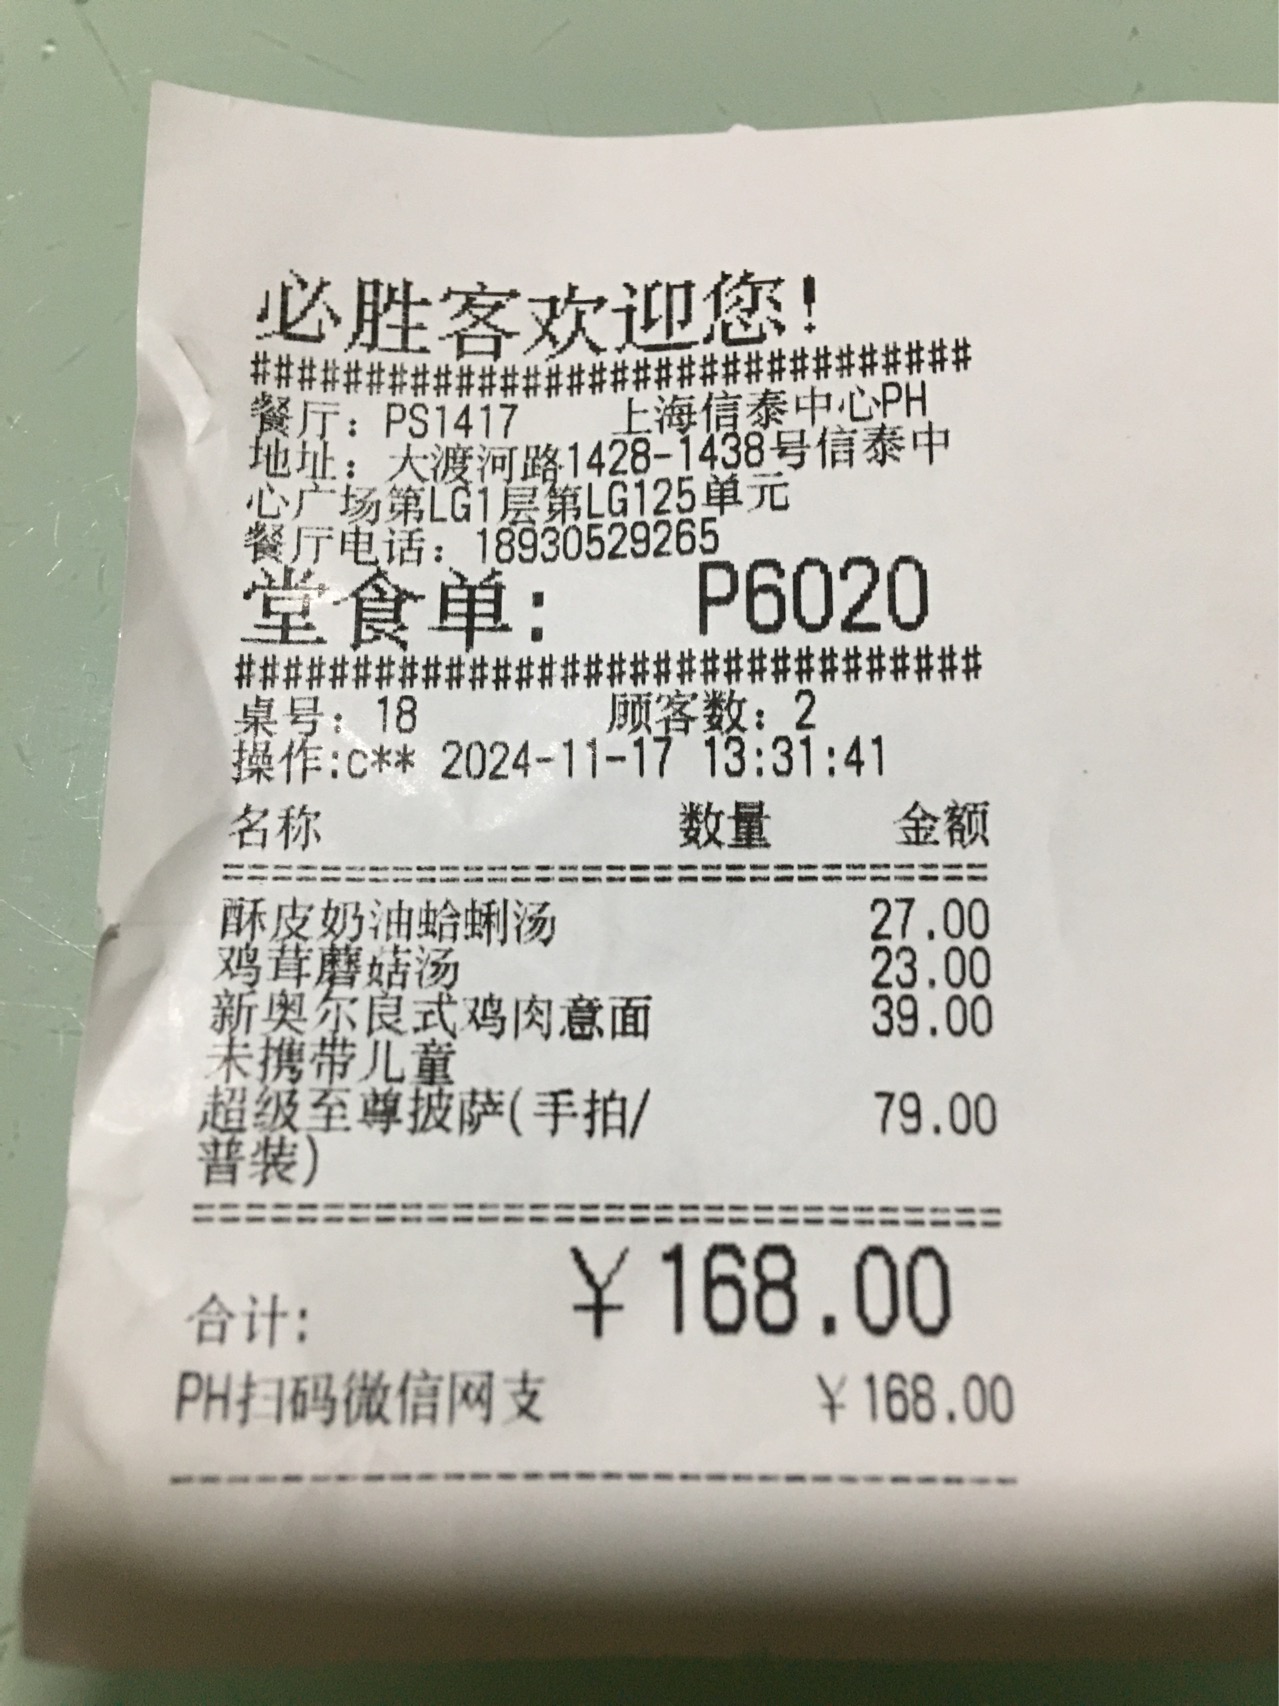 必胜客欢迎您!
################################
餐厅：PS1417 上海信泰中心PH
地址：大渡河路1428-1438号信泰中
心广场第LG1层第LG125单元
餐厅电话：18930529265
堂食单： P6020
################################
桌号：18 顾客数：2
操作:c** 2024-11-17 13:31:41
名称 数量 金额
================================
酥皮奶油蛤蜊汤 27.00
鸡茸蘑菇汤 23.00
新奥尔良式鸡肉意面 39.00
未携带儿童
超级至尊披萨(手拍/ 79.00
普装)
================================
合计: ￥168.00
PH扫码微信网支 ￥168.00
--------------------------------